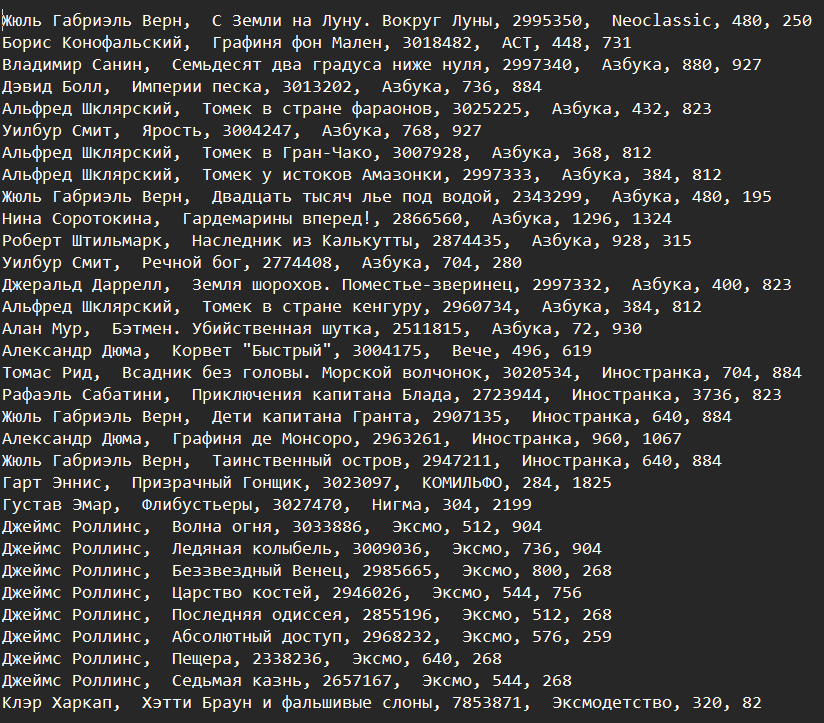 Жюль Габриэль Верн,  С Земли на Луну. Вокруг Луны, 2995350,  Neoclassic, 480, 250
Борис Конофальский,  Графиня фон Мален, 3018482,  АСТ, 448, 731
Владимир Санин,  Семьдесят два градуса ниже нуля, 2997340,  Азбука, 880, 927
Дэвид Болл,  Империи песка, 3013202,  Азбука, 736, 884
Альфред Шклярский,  Томек в стране фараонов, 3025225,  Азбука, 432, 823
Уилбур Смит,  Ярость, 3004247,  Азбука, 768, 927
Альфред Шклярский,  Томек в Гран-Чако, 3007928,  Азбука, 368, 812
Альфред Шклярский,  Томек у истоков Амазонки, 2997333,  Азбука, 384, 812
Жюль Габриэль Верн,  Двадцать тысяч лье под водой, 2343299,  Азбука, 480, 195
Нина Соротокина,  Гардемарины вперед!, 2866560,  Азбука, 1296, 1324
Роберт Штильмарк,  Наследник из Калькутты, 2874435,  Азбука, 928, 315
Уилбур Смит,  Речной бог, 2774408,  Азбука, 704, 280
Джеральд Даррелл,  Земля шорохов. Поместье-зверинец, 2997332,  Азбука, 400, 823
Альфред Шклярский,  Томек в стране кенгуру, 2960734,  Азбука, 384, 812
Алан Мур,  Бэтмен. Убийственная шутка, 2511815,  Азбука, 72, 930
Александр Дюма,  Корвет "Быстрый", 3004175,  Вече, 496, 619
Томас Рид,  Всадник без головы. Морской волчонок, 3020534,  Иностранка, 704, 884
Рафаэль Сабатини,  Приключения капитана Блада, 2723944,  Иностранка, 3736, 823
Жюль Габриэль Верн,  Дети капитана Гранта, 2907135,  Иностранка, 640, 884
Александр Дюма,  Графиня де Монсоро, 2963261,  Иностранка, 960, 1067
Жюль Габриэль Верн,  Таинственный остров, 2947211,  Иностранка, 640, 884
Гарт Эннис,  Призрачный Гонщик, 3023097,  КОМИЛЬФО, 284, 1825
Густав Эмар,  Флибустьеры, 3027470,  Нигма, 304, 2199
Джеймс Роллинс,  Волна огня, 3033886,  Эксмо, 512, 904
Джеймс Роллинс,  Ледяная колыбель, 3009036,  Эксмо, 736, 904
Джеймс Роллинс,  Беззвездный Венец, 2985665,  Эксмо, 800, 268
Джеймс Роллинс,  Царство костей, 2946026,  Эксмо, 544, 756
Джеймс Роллинс,  Последняя одиссея, 2855196,  Эксмо, 512, 268
Джеймс Роллинс,  Абсолютный доступ, 2968232,  Эксмо, 576, 259
Джеймс Роллинс,  Пещера, 2338236,  Эксмо, 640, 268
Джеймс Роллинс,  Седьмая казнь, 2657167,  Эксмо, 544, 268
Клэр Харкап,  Хэтти Браун и фальшивые слоны, 7853871,  Эксмодетство, 320, 82